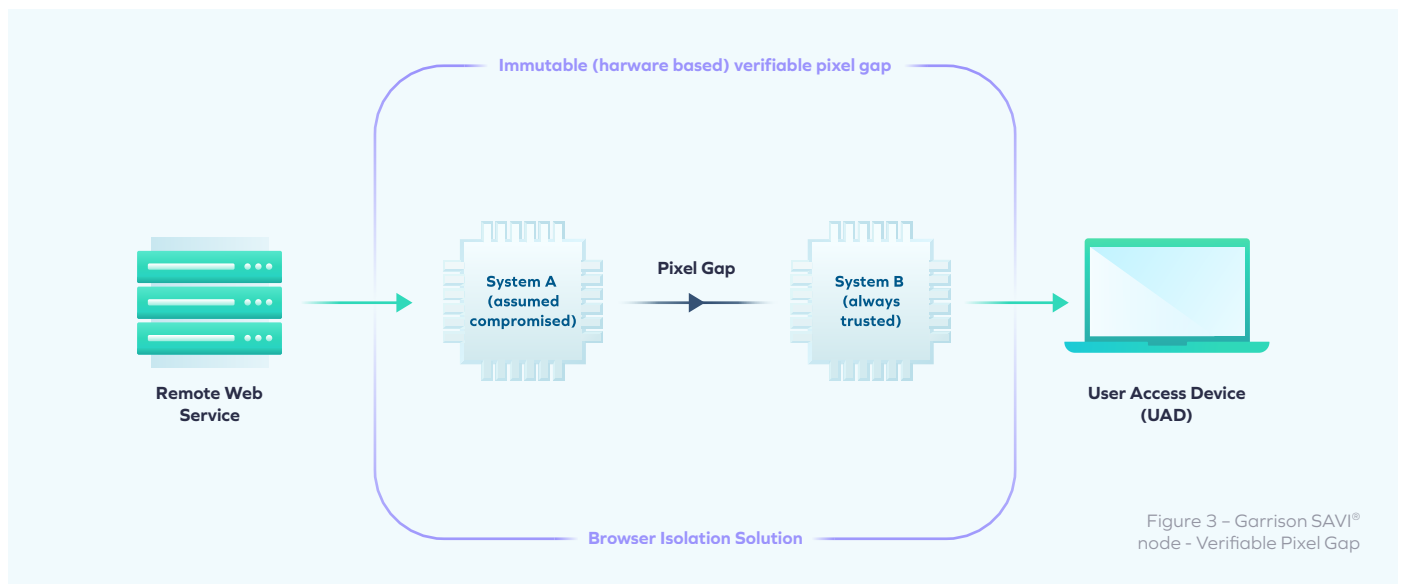 Immutable (harware based) verifiable pixel gap
Pixel Gap
System A
(assumed
compromised)
System B
(always
trusted)
Remote Web
Service
User Access Device
(UAD)
Browser Isolation Solution
Figure 3 – Garrison SAVI®
node - Verifiable Pixel Gap